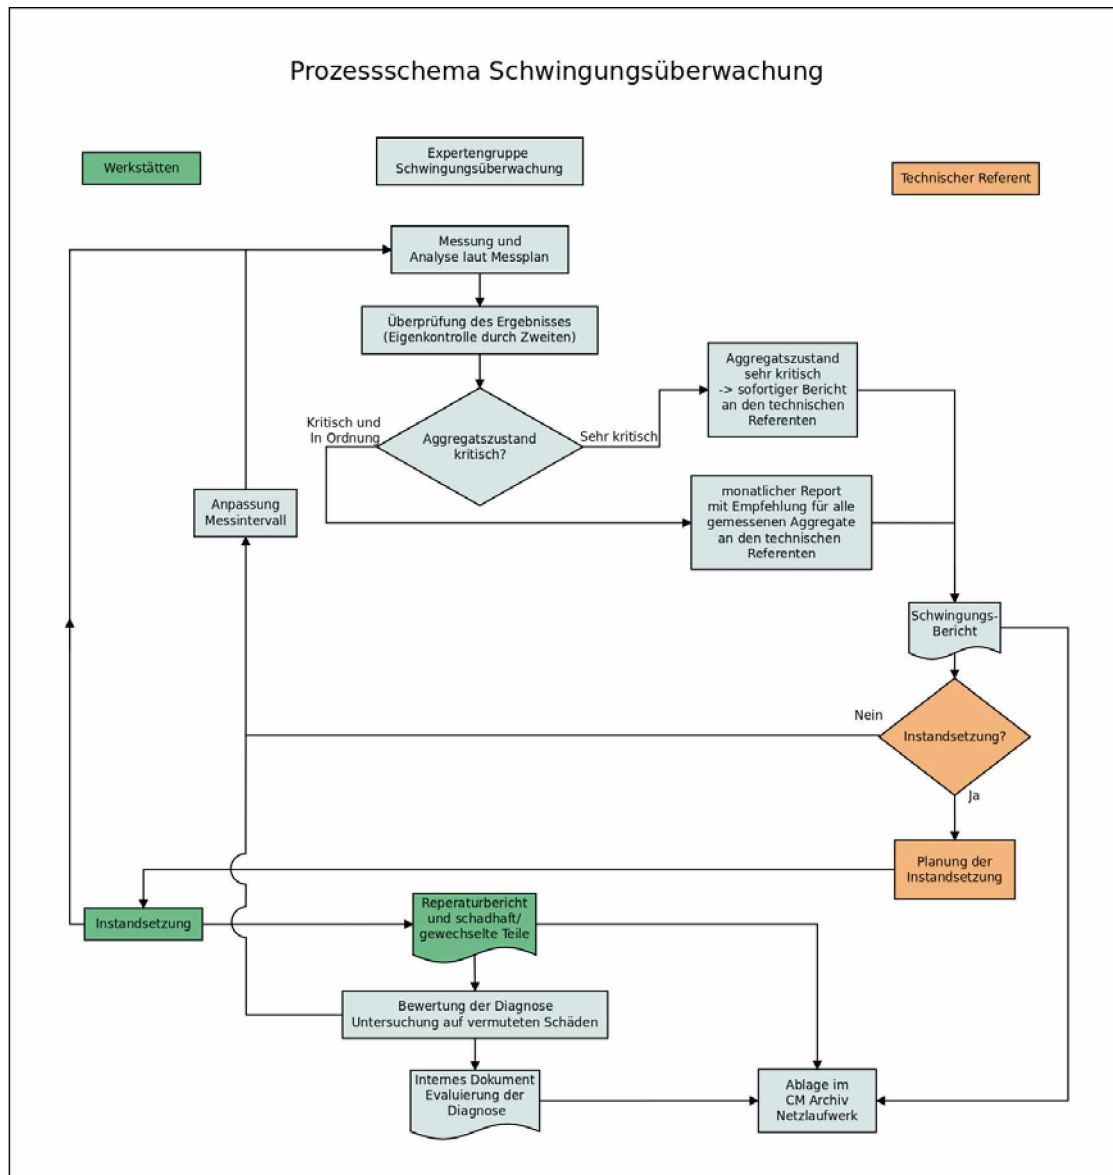 Prozessschema Schwingungsüberwachung
Werkstätten
Expertengruppe
Schwingungsüberwachung
Technischer Referent
Messung und
Analyse laut Messplan
Überprüfung des Ergebnisses
(Eigenkontrolle durch Zweiten)
Aggregatszustand
sehr kritisch
-> sofortiger Bericht
an den technischen
Referenten
Kritisch und
In Ordnung
Aggregatszustand
kritisch?
Sehr kritisch
Anpassung
Messintervall
monatlicher Report
mit Empfehlung für alle
gemessenen Aggregate
an den technischen
Referenten
Schwingungs-
Bericht
Nein
Instandsetzung?
Ja
Planung der
Instandsetzung
Instandsetzung
Reperaturbericht
und schadhaft/
gewechselte Teile
Bewertung der Diagnose
Untersuchung auf vermuteten Schäden
Internes Dokument
Evaluierung der
Diagnose
Ablage im
CM Archiv
Netzlaufwerk